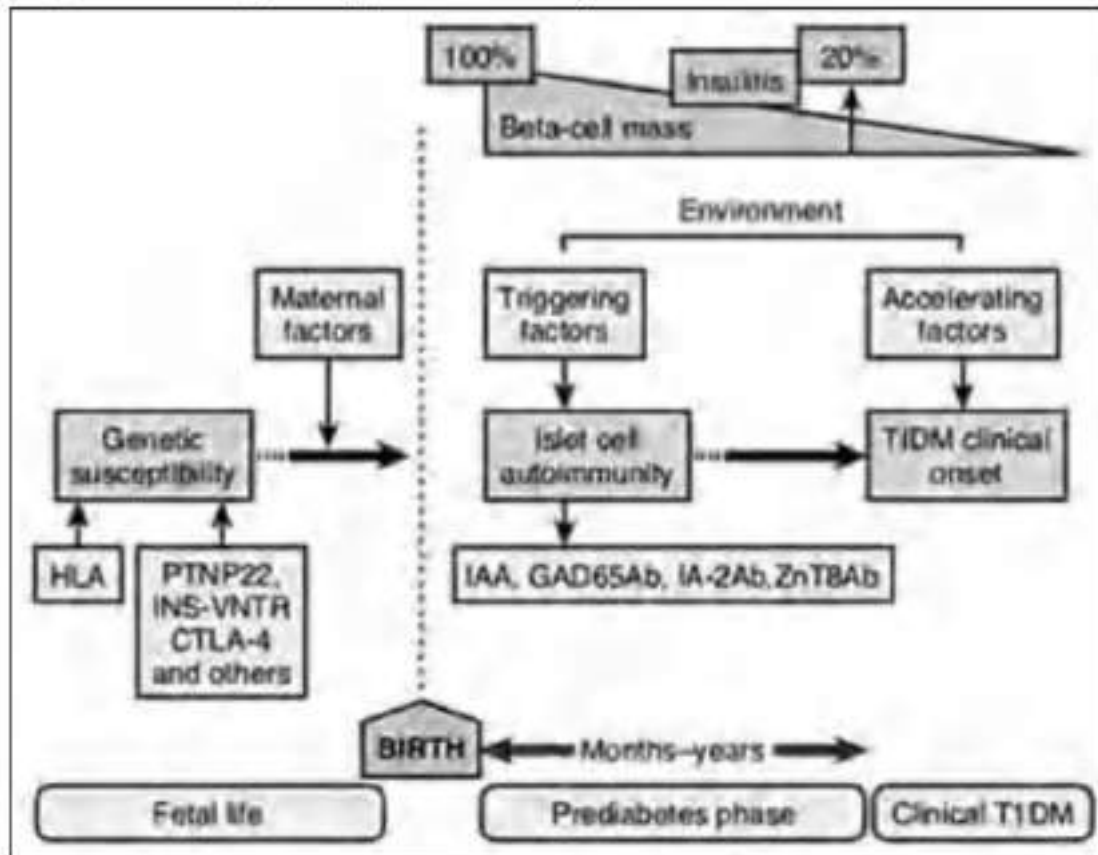 100%
Insulitis
20%
Beta-cell mass
Environment
Maternal
factors
Triggering
factors
Accelerating
factors
Genetic
susceptibility
Islet cell
autoimmunity
T1DM clinical
onset
HLA
PTNP22,
INS-VNTR
CTLA-4
and others
IAA, GAD65Ab, IA-2Ab, ZnT8Ab
BIRTH
Months–years
Fetal life
Prediabetes phase
Clinical T1DM